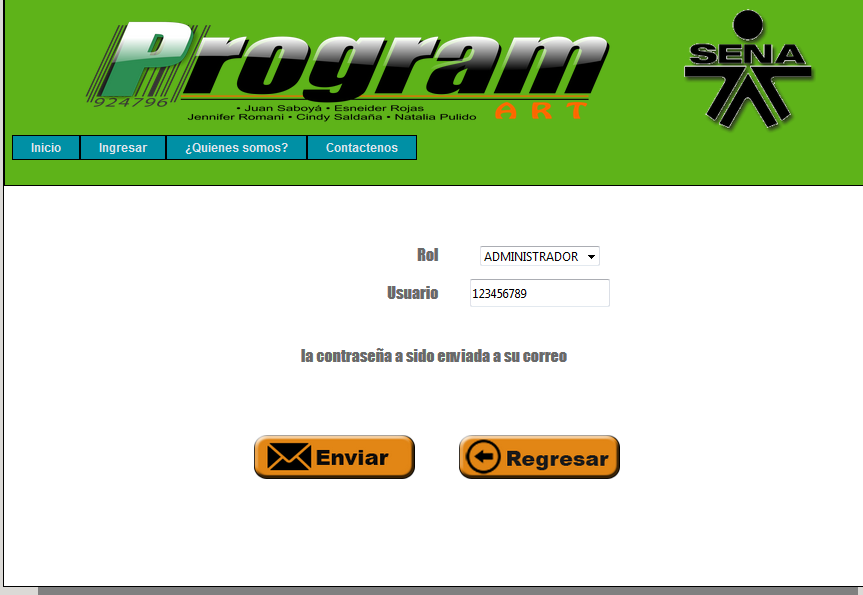 Program
SENA
924796
ART
• Juan Saboyá • Esneider Rojas
Jennifer Romani • Cindy Saldaña • Natalia Pulido
Inicio Ingresar ¿Quienes somos? Contactenos
Rol ADMINISTRADOR
Usuario 123456789
la contraseña a sido enviada a su correo
Enviar Regresar